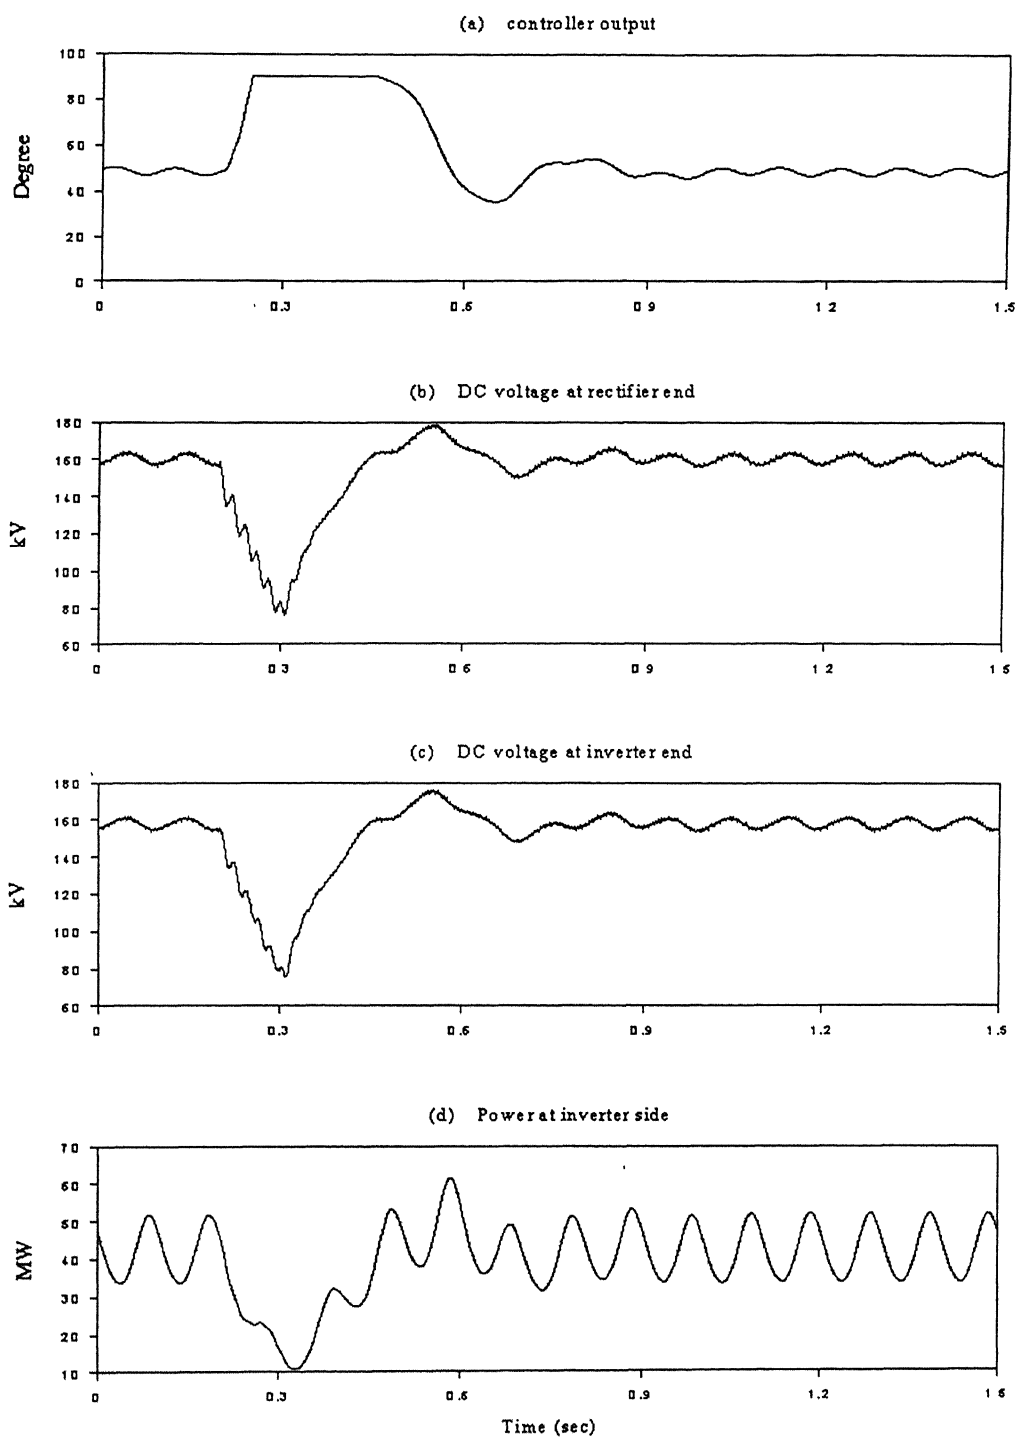 (a) controller output
100
80
60
40
20
0
Degree
0 0.3 0.6 0.9 1.2 1.5
(b) DC voltage at rectifier end
180
160
140
120
100
80
60
kV
0 0.3 0.6 0.9 1.2 1.5
(c) DC voltage at inverter end
180
160
140
120
100
80
60
kV
0 0.3 0.6 0.9 1.2 1.5
(d) Power at inverter side
70
60
50
40
30
20
10
MW
0 0.3 0.6 0.9 1.2 1.5
Time (sec)